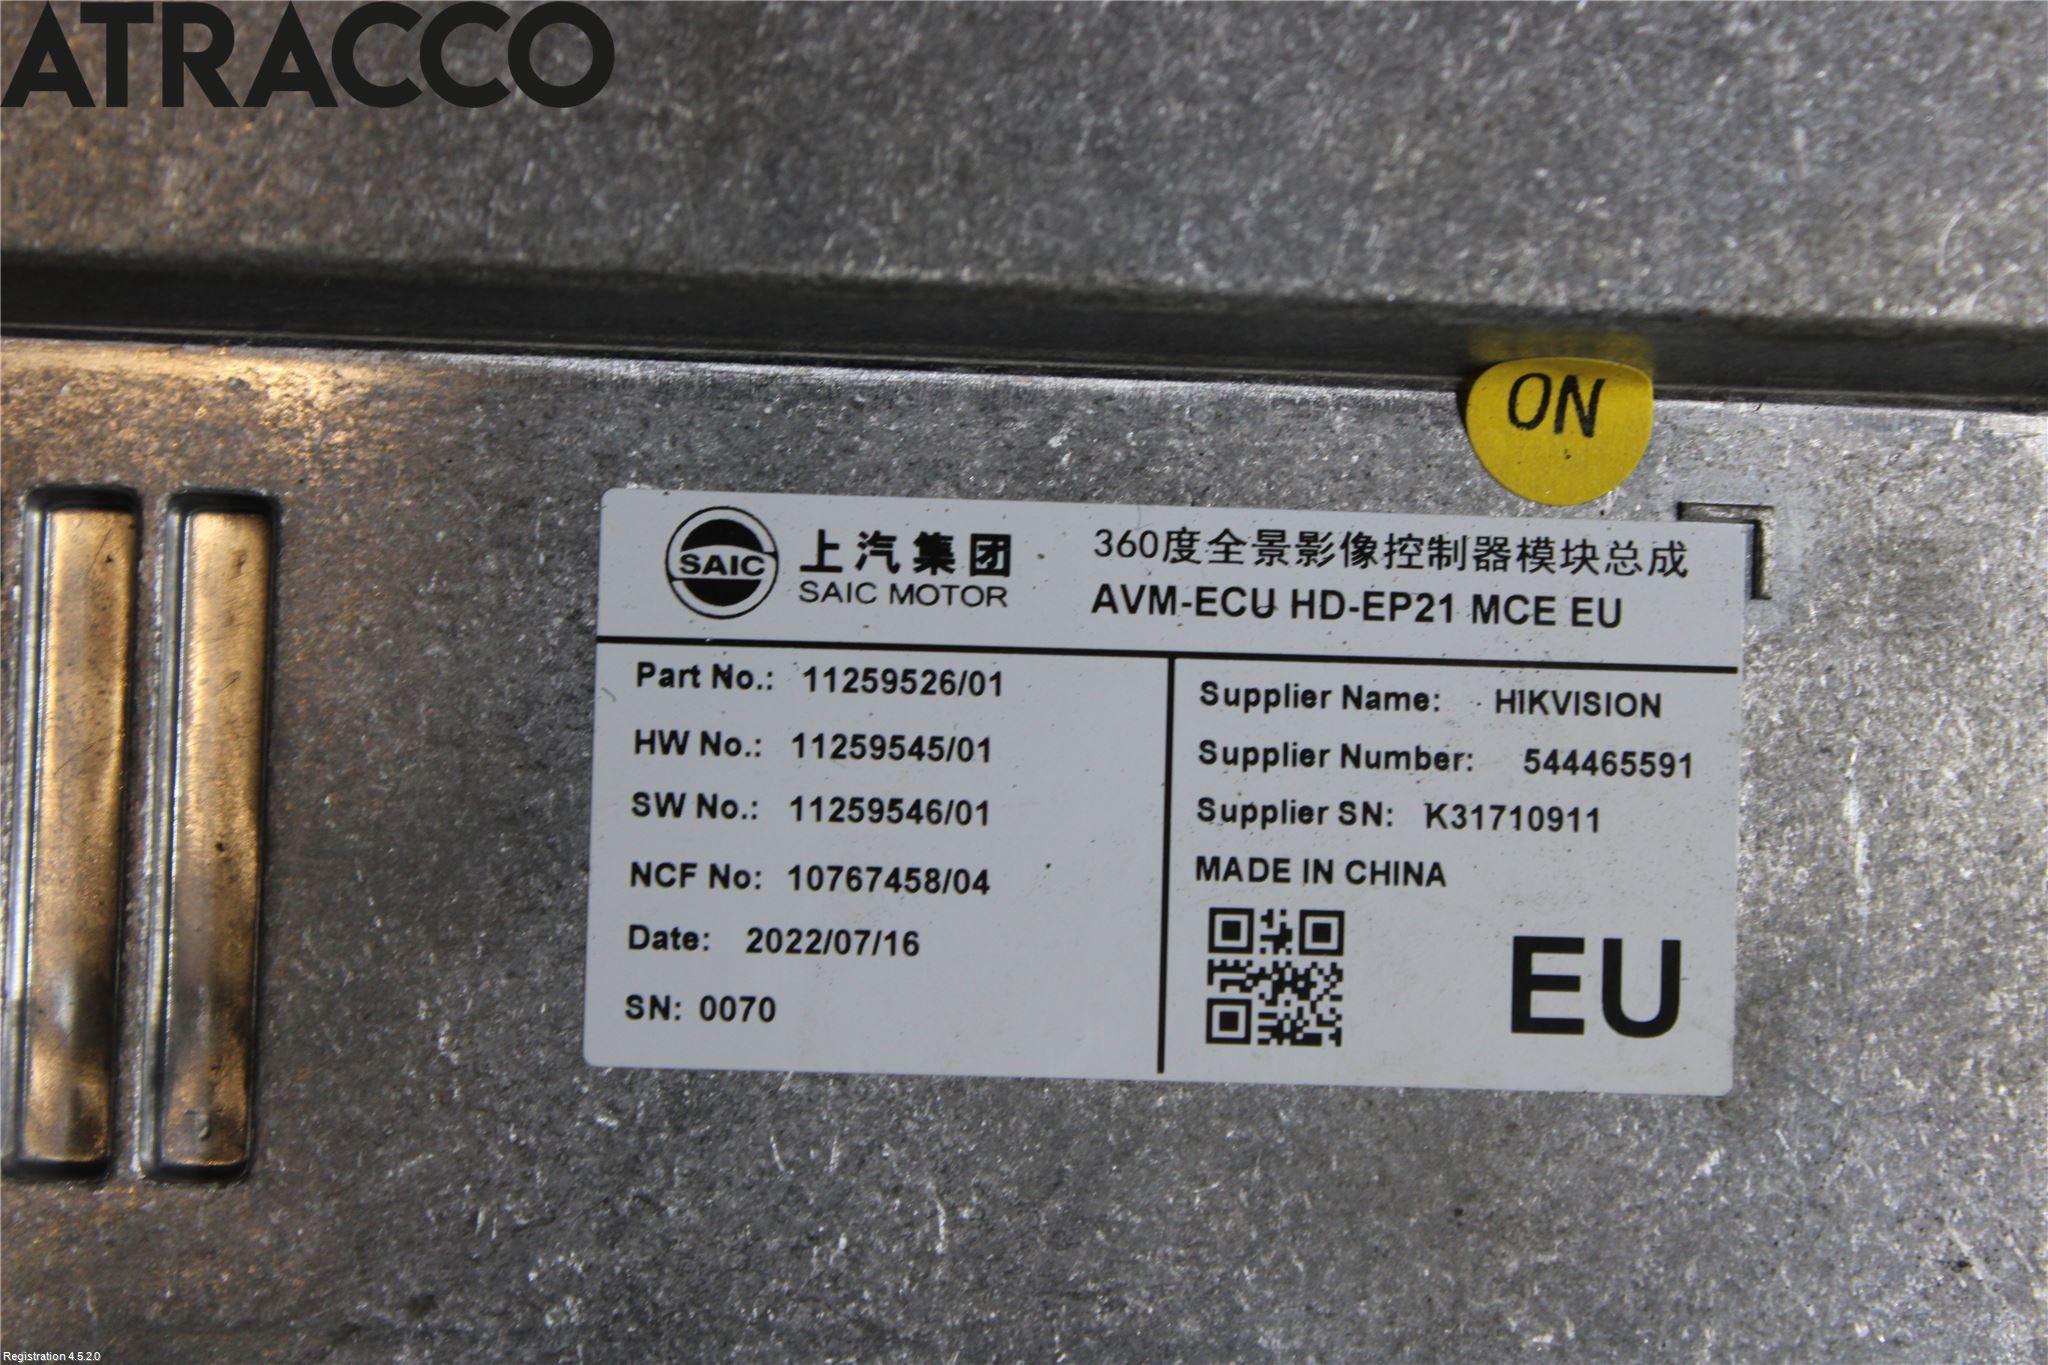 ATRACCO
ON
SAIC
上汽集团
SAIC MOTOR
360度全景影像控制器模块总成
AVM-ECU HD-EP21 MCE EU
Part No.: 11259526/01
HW No.: 11259545/01
SW No.: 11259546/01
NCF No: 10767458/04
Date: 2022/07/16
SN: 0070
Supplier Name: HIKVISION
Supplier Number: 544465591
Supplier SN: K31710911
MADE IN CHINA
EU
Registration 4.5.2.0